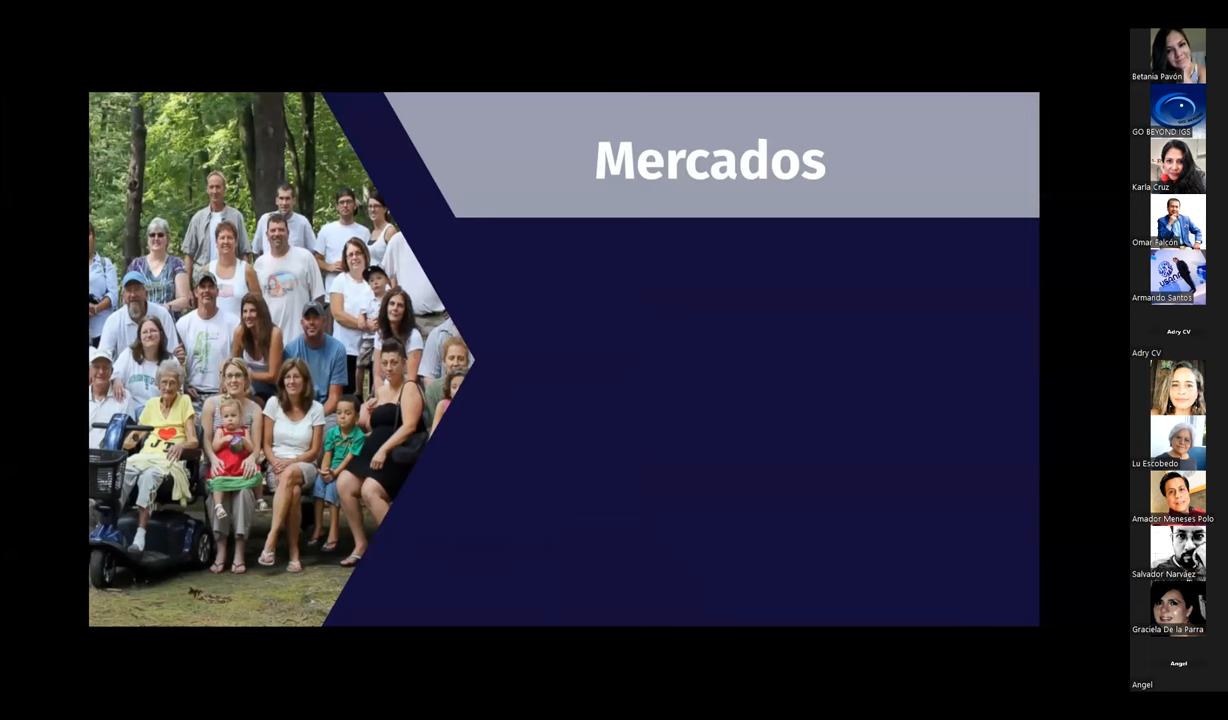 Mercados
Betania Pavón
GO BEYOND IGS
Karla Cruz
Omar Falcón
USANA
Armando Santos
Adry CV
Adry CV
Lu Escobedo
Amador Meneses Polo
Salvador Narváez
Graciela De la Parra
Angel
Angel